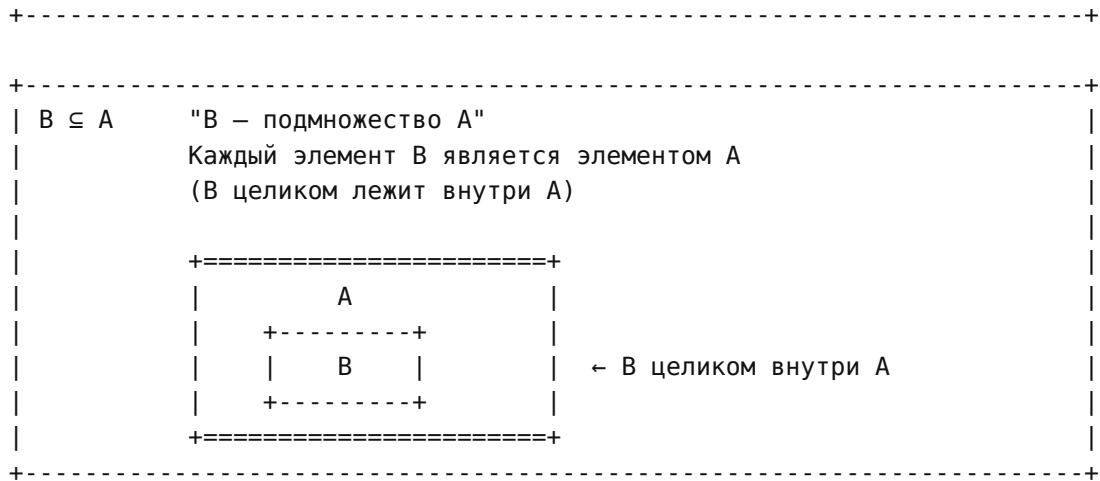 B ⊆ A "B — подмножество A"
Каждый элемент B является элементом A
(B целиком лежит внутри A)
A
B ← B целиком внутри A